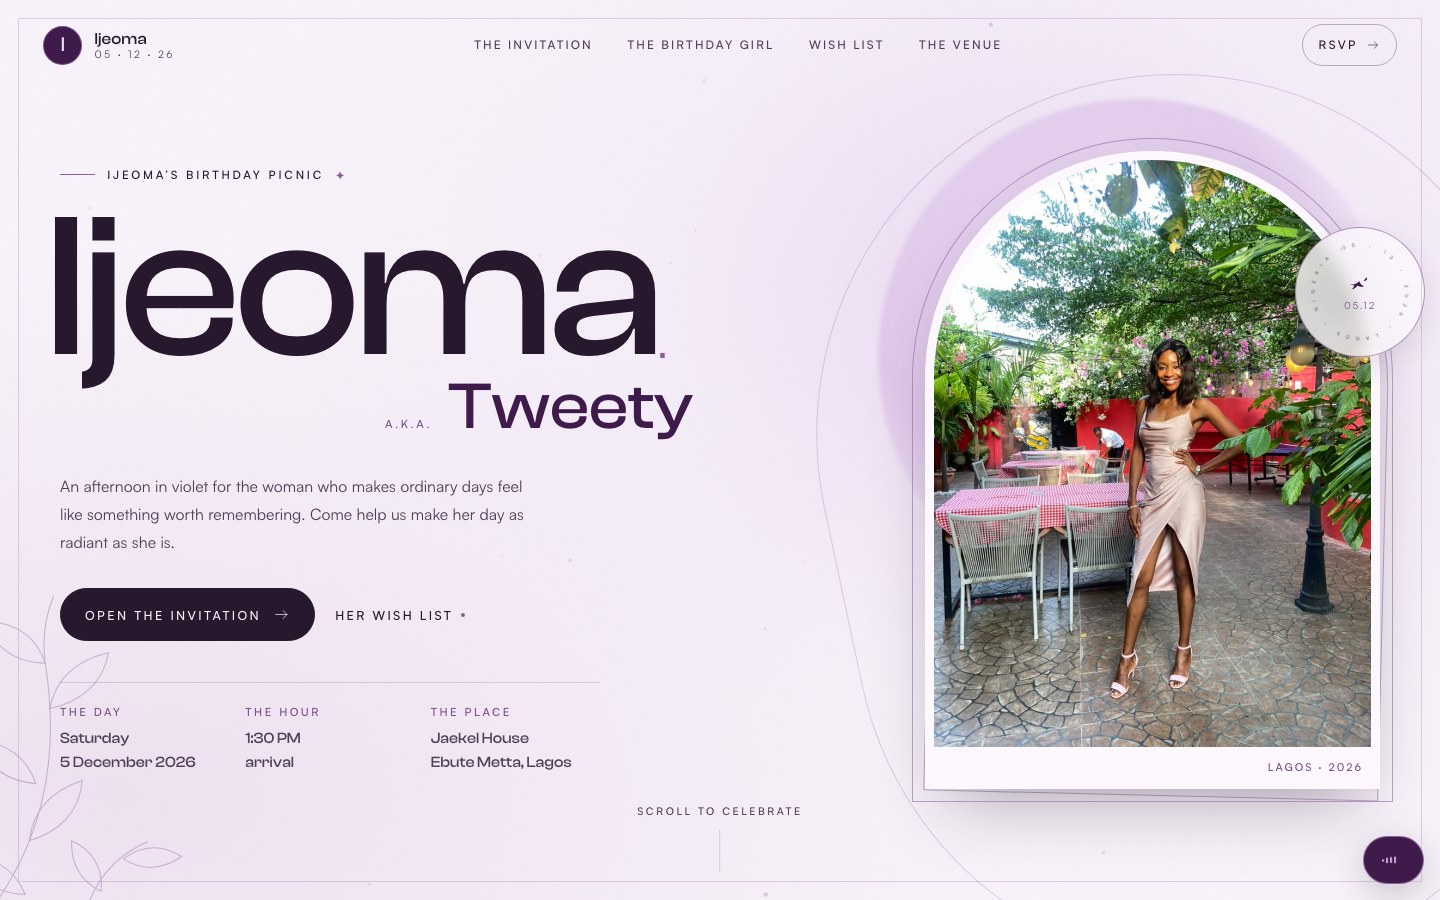 I
Ijeoma
05 • 12 • 26
THE INVITATION
THE BIRTHDAY GIRL
WISH LIST
THE VENUE
RSVP →
IJEOMA'S BIRTHDAY PICNIC ✦
Ijeoma.
A.K.A. Tweety
An afternoon in violet for the woman who makes ordinary days feel
like something worth remembering. Come help us make her day as
radiant as she is.
OPEN THE INVITATION →
HER WISH LIST •
THE DAY
Saturday
5 December 2026
THE HOUR
1:30 PM
arrival
THE PLACE
Jaekel House
Ebute Metta, Lagos
05.12
LAGOS • 2026
SCROLL TO CELEBRATE